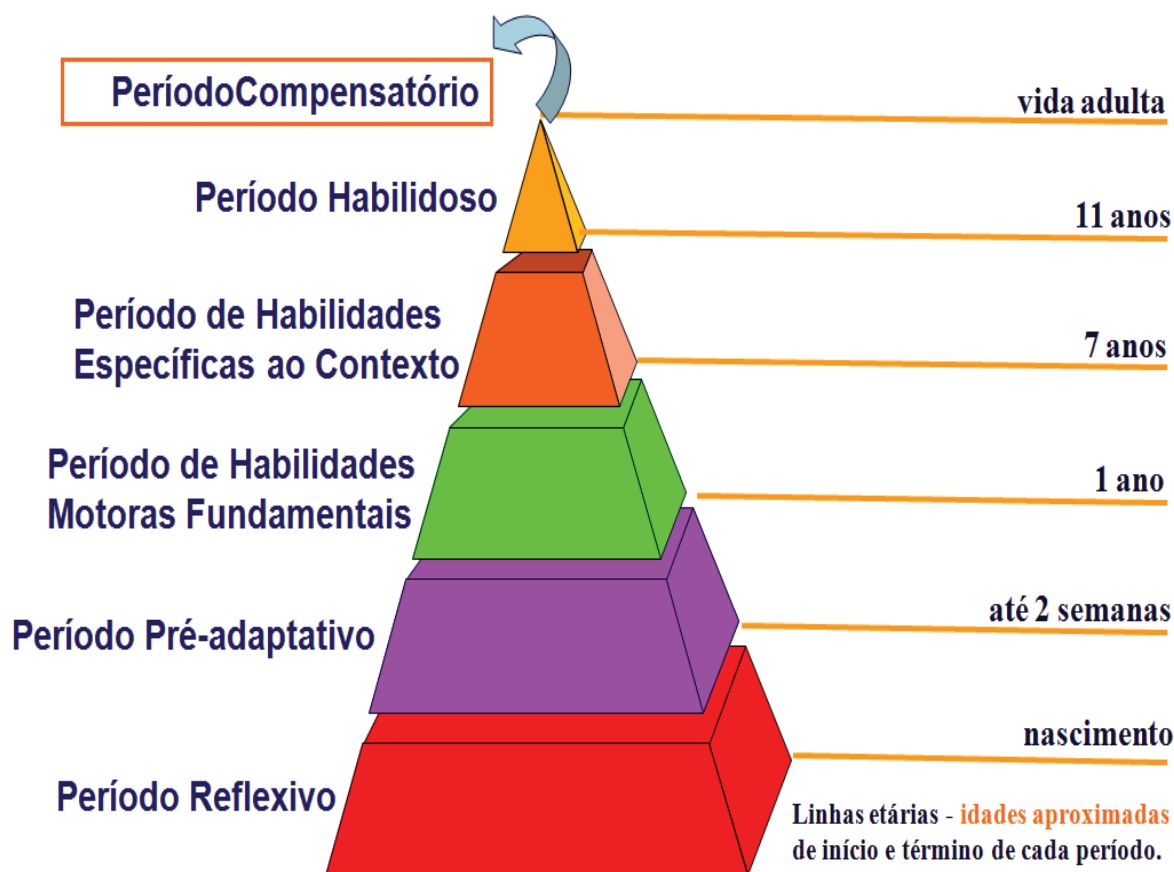 PeríodoCompensatório
vida adulta
Período Habilidoso
11 anos
Período de Habilidades
Específicas ao Contexto
7 anos
Período de Habilidades
Motoras Fundamentais
1 ano
Período Pré-adaptativo
até 2 semanas
nascimento
Período Reflexivo
Linhas etárias - idades aproximadas
de início e término de cada período.